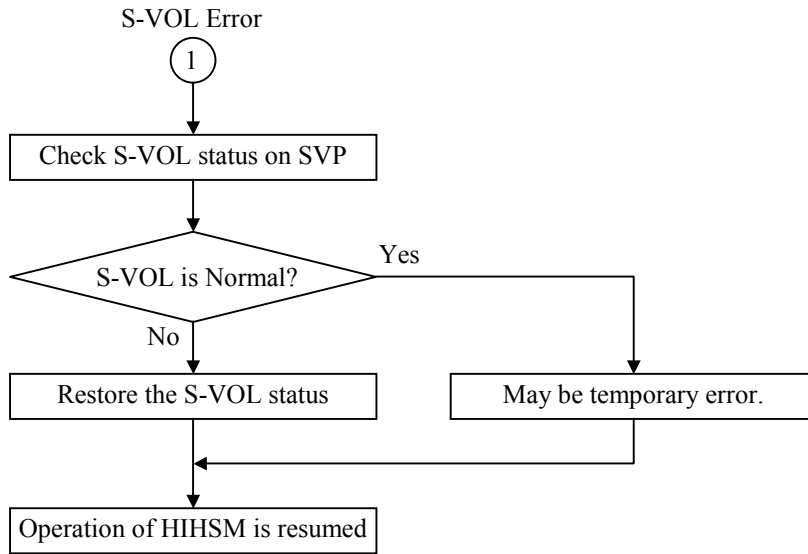 S-VOL Error
1
Check S-VOL status on SVP
S-VOL is Normal?
Yes
No
Restore the S-VOL status
May be temporary error.
Operation of HIHSM is resumed